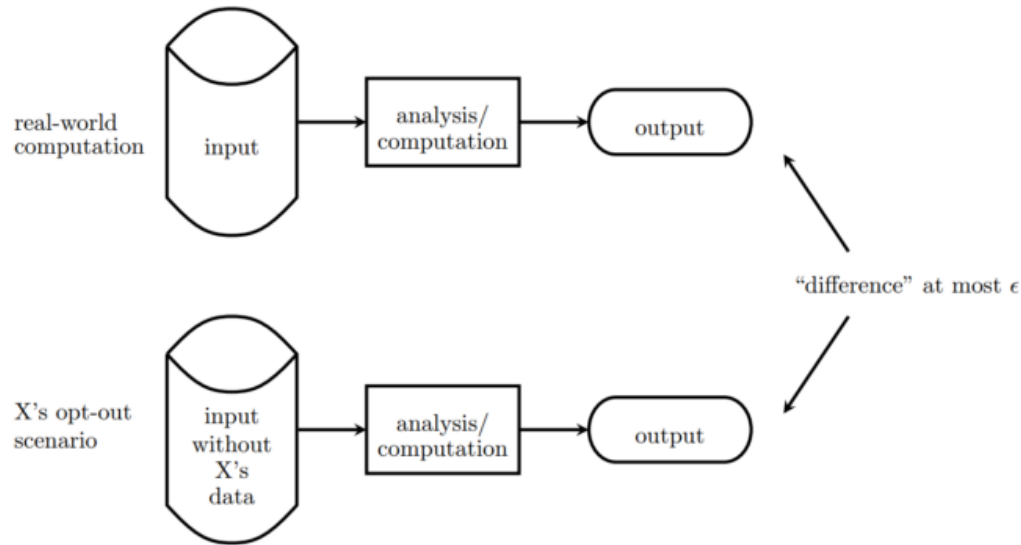 real-world
computation
input
analysis/
computation
output
“difference” at most ϵ
X's opt-out
scenario
input
without
X's
data
analysis/
computation
output